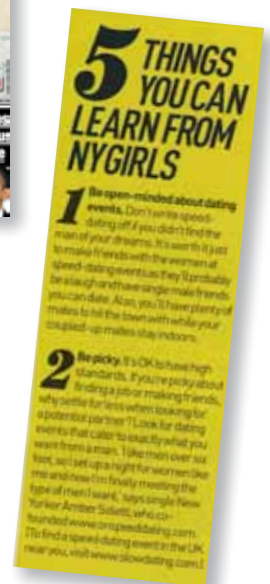 5 THINGS
YOU CAN
LEARN FROM
NY GIRLS
1 Be open-minded about dating
events. Don't write speed-
dating off if you didn't find the
man of your dreams. It's worth it just
to make friends with the women at
speed-dating events as they'll probably
be a laugh and have single male friends
you can date. Also, you'll have plenty of
mates to hit the town with while your
coupled-up mates stay indoors.
2 Be picky. It's OK to have high
standards. If you're picky about
finding a job or making friends,
why settle for less when looking for
a potential partner? 'Look for dating
events that cater to exactly what you
want from a man. I like men over six
foot, so I set up a night for women like
me and now I'm finally meeting the
type of men I want,' says single New
Yorker Amber who co-
founded
(To find a speed dating event in the UK
near you, visit www.slowdating.com.)